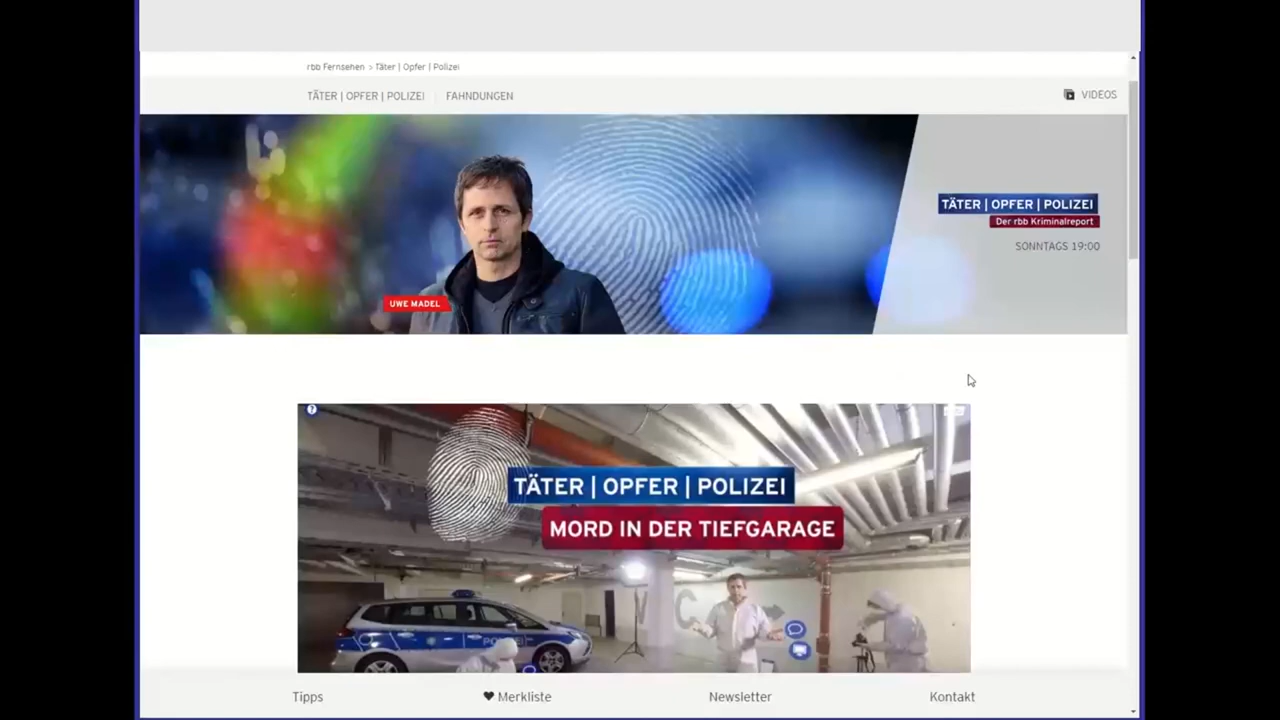 rbb Fernsehen > Täter | Opfer | Polizei
TÄTER | OPFER | POLIZEI
FAHNDUNGEN
VIDEOS
TÄTER | OPFER | POLIZEI
Der rbb Kriminalreport
SONNTAGS 19:00
UWE MADEL
?
TÄTER | OPFER | POLIZEI
MORD IN DER TIEFGARAGE
POLIZEI
Tipps
Merkliste
Newsletter
Kontakt